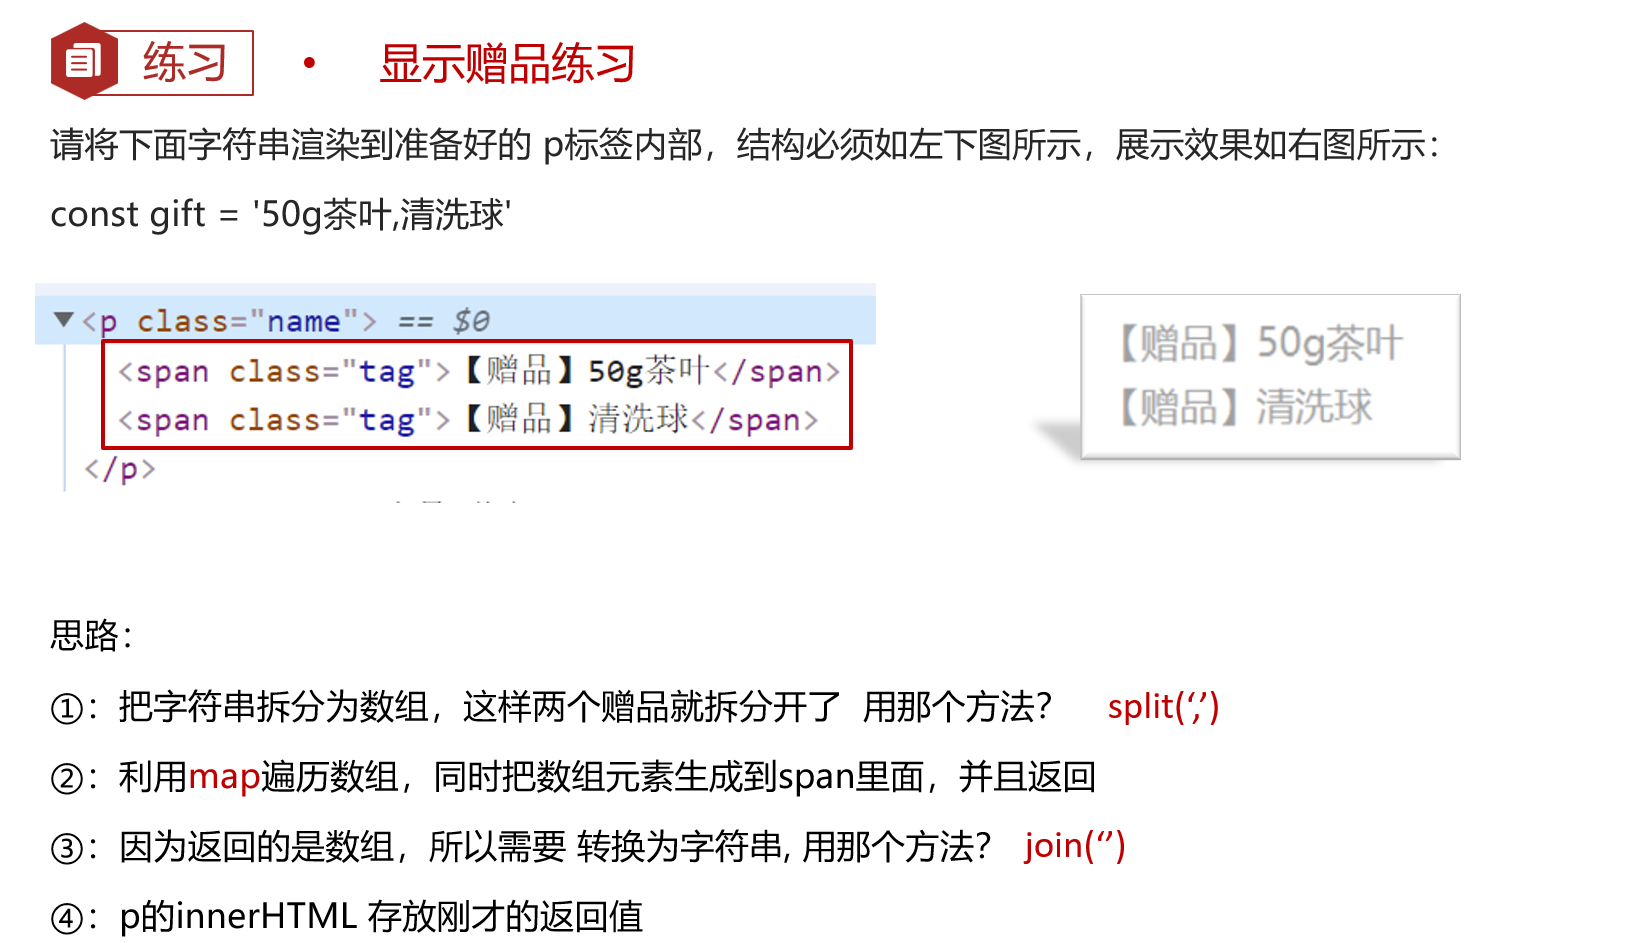 练习
• 显示赠品练习
请将下面字符串渲染到准备好的 p标签内部，结构必须如左下图所示，展示效果如右图所示：
const gift = '50g茶叶,清洗球'
▼<p class="name"> == $0
<span class="tag">【赠品】50g茶叶</span>
<span class="tag">【赠品】清洗球</span>
</p>
【赠品】50g茶叶
【赠品】清洗球
思路：
①：把字符串拆分为数组，这样两个赠品就拆分开了 用那个方法？ split(‘,’)
②：利用map遍历数组，同时把数组元素生成到span里面，并且返回
③：因为返回的是数组，所以需要 转换为字符串, 用那个方法？ join(‘’)
④：p的innerHTML 存放刚才的返回值